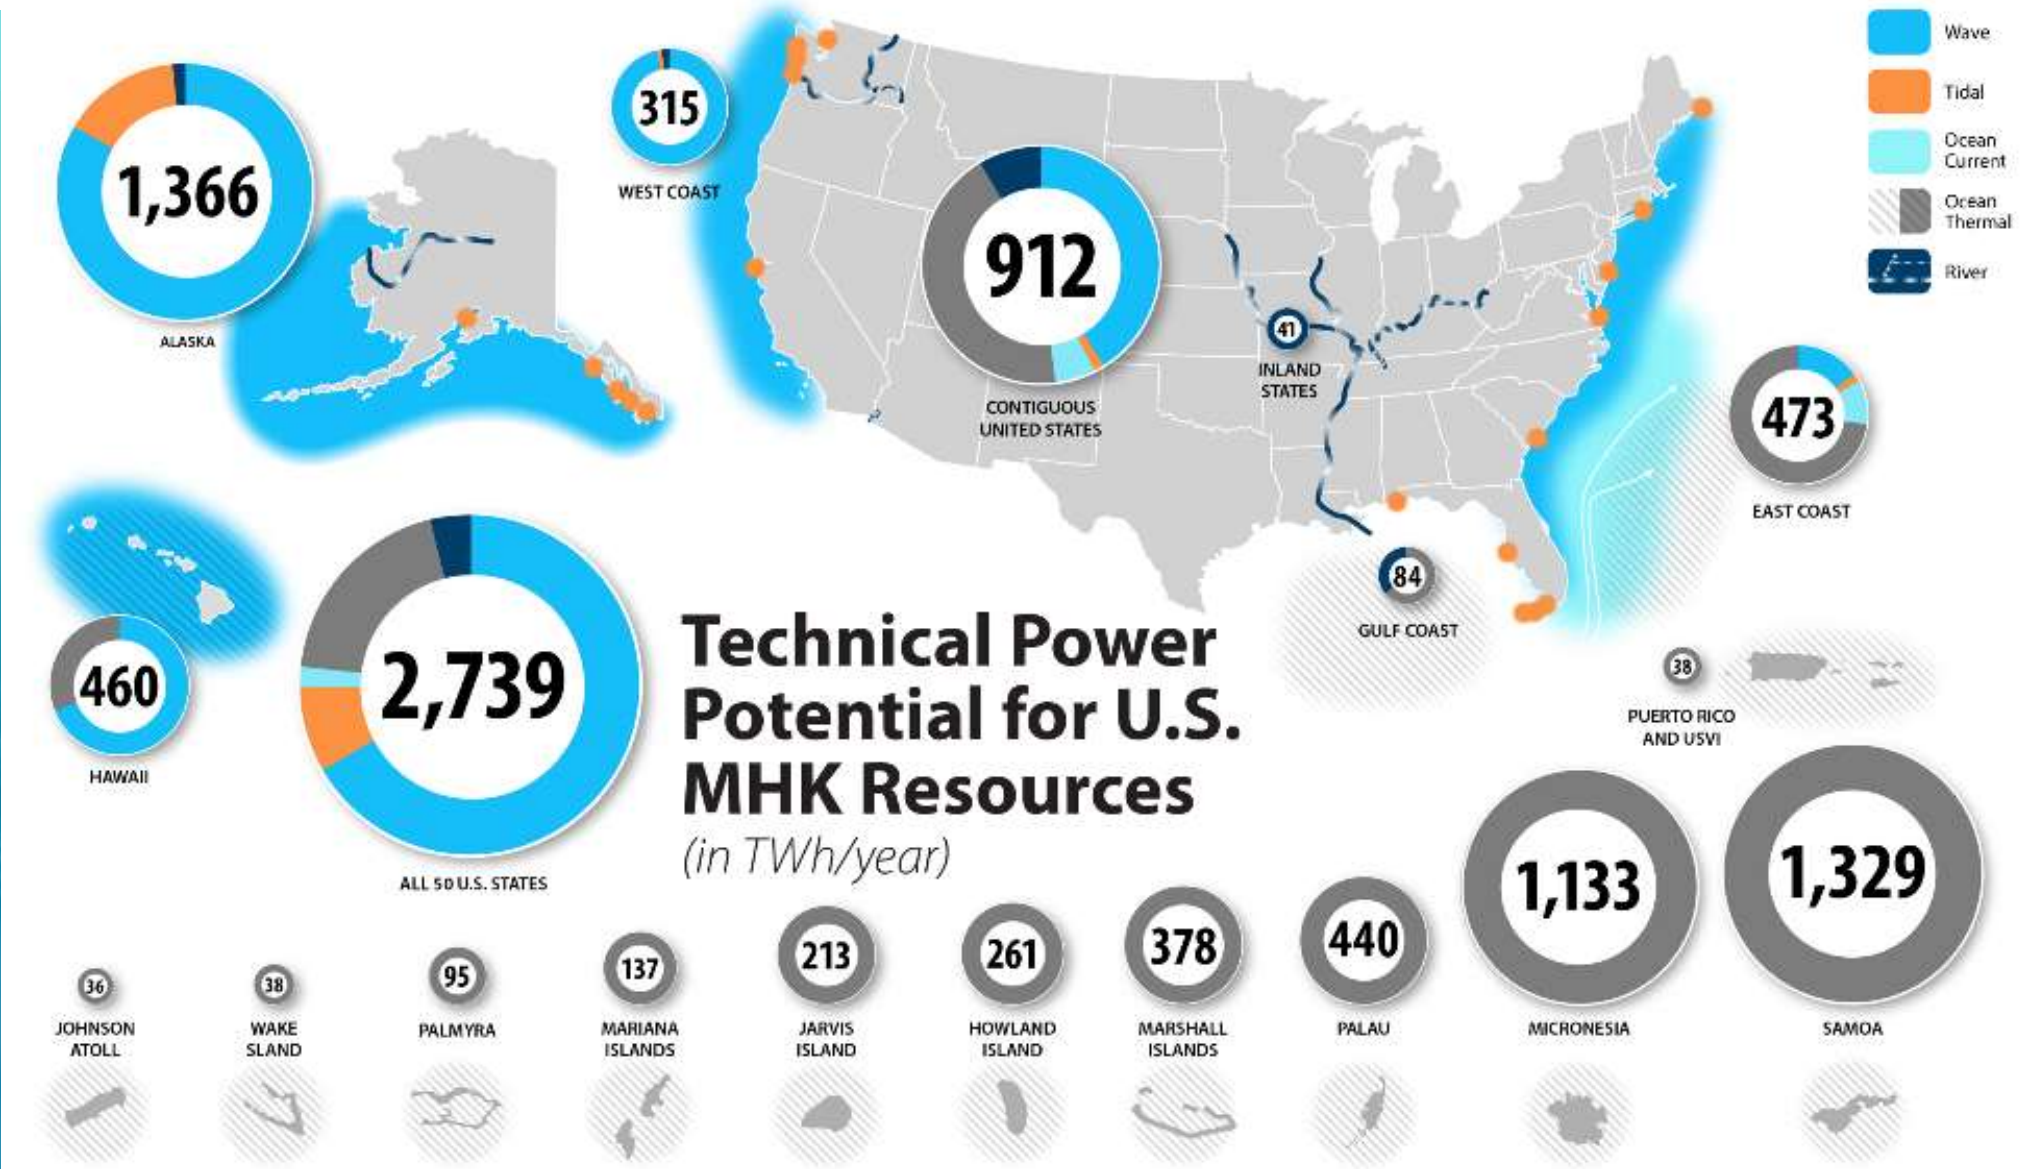 Wave
Tidal
Ocean
Current
Ocean
Thermal
River
1,366
ALASKA
315
WEST COAST
912
CONTIGUOUS
UNITED STATES
41
INLAND
STATES
473
EAST COAST
460
HAWAII
2,739
ALL 50 U.S. STATES
Technical Power
Potential for U.S.
MHK Resources
(in TWh/year)
84
GULF COAST
38
PUERTO RICO
AND USVI
36
JOHNSON
ATOLL
38
WAKE
SLAND
95
PALMYRA
137
MARIANA
ISLANDS
213
JARVIS
ISLAND
261
HOWLAND
ISLAND
378
MARSHALL
ISLANDS
440
PALAU
1,133
MICRONESIA
1,329
SAMOA